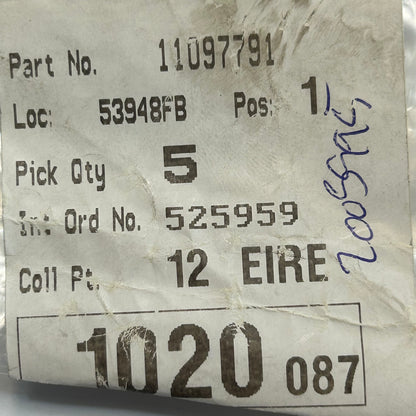 Part No. 11097791
Loc: 53948FB Pos: 1
Pick Qty 5
Int Ord No. 525959
Coll Pt. 12 EIRE
1020 087